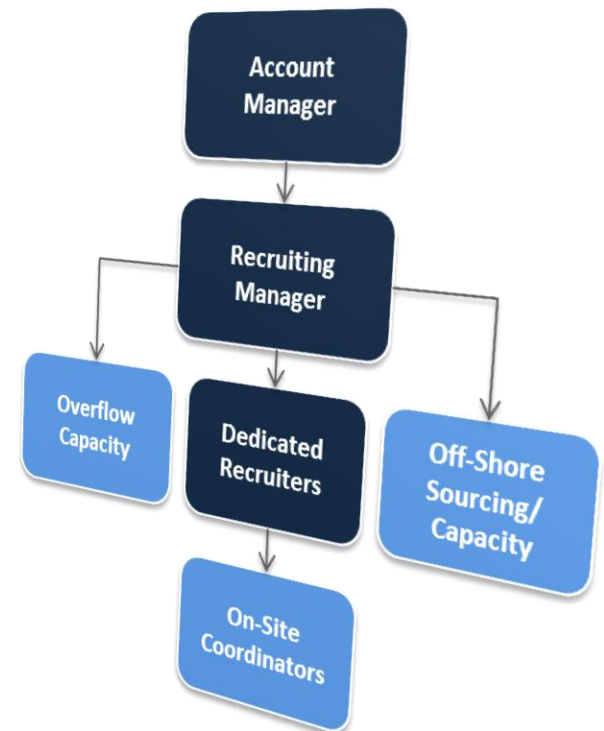 Account
Manager
Recruiting
Manager
Overflow
Capacity
Dedicated
Recruiters
Off-Shore
Sourcing/
Capacity
On-Site
Coordinators